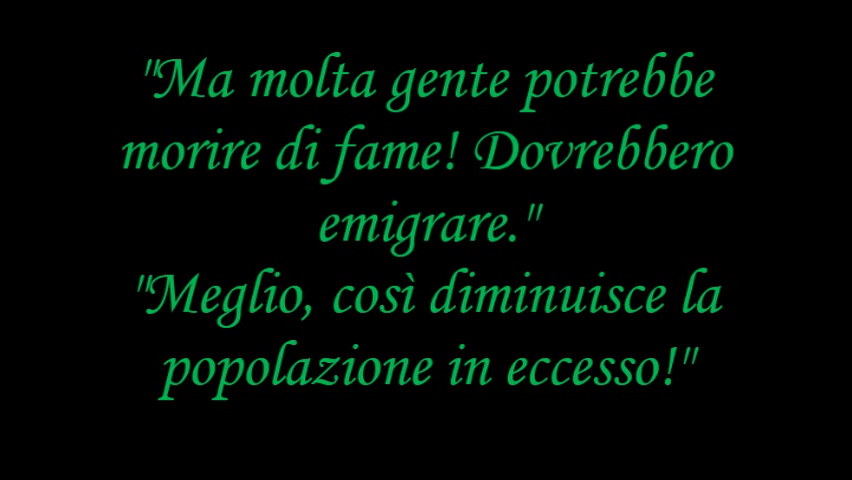 "Ma molta gente potrebbe
morire di fame! Dovrebbero
emigrare."
"Meglio, così diminuisce la
popolazione in eccesso!"